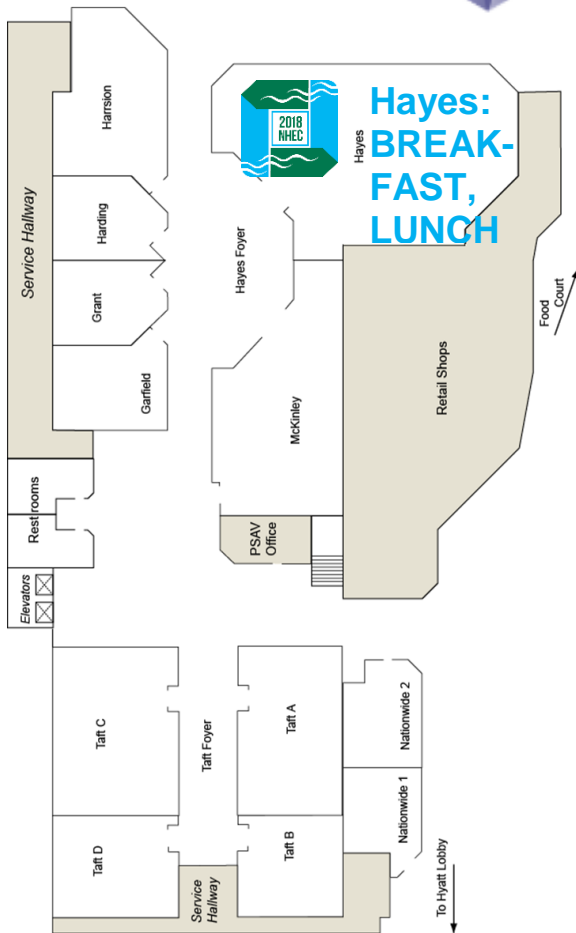 Harrsion
Service Hallway
Harding
Grant
Garfield
Rest rooms
Elevators
2018
NHEC
Hayes:
BREAK-
FAST,
LUNCH
Hayes
Hayes Foyer
McKinley
PSAV
Office
Retail Shops
Food
Court
Taft C
Taft Foyer
Taft A
Nationwide 2
Taft D
Service
Hallway
Taft B
Nationwide 1
To Hyatt Lobby